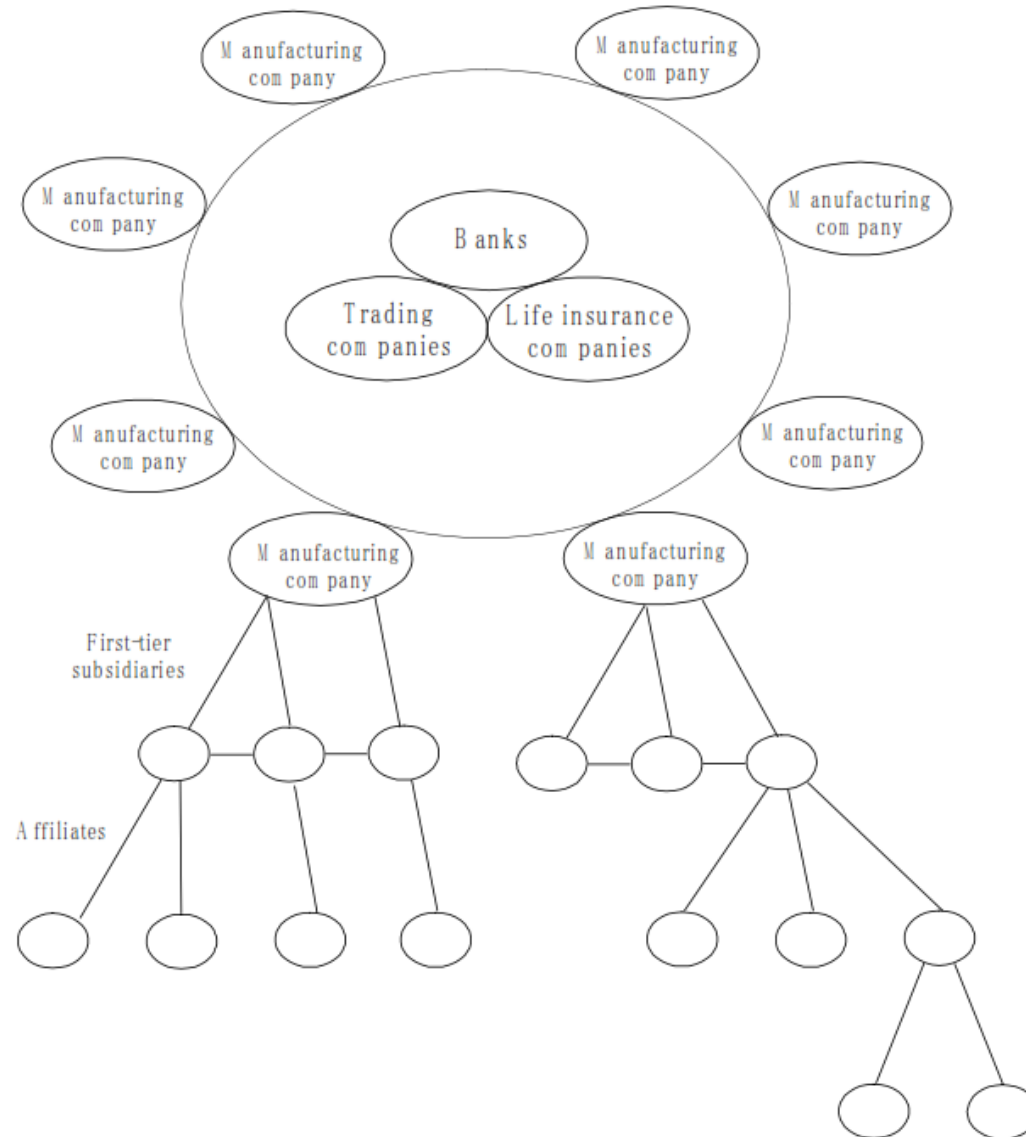 Manufacturing
company
Manufacturing
company
Manufacturing
company
Manufacturing
company
Banks
Trading
companies
Life insurance
companies
Manufacturing
company
Manufacturing
company
Manufacturing
company
Manufacturing
company
First-tier
subsidiaries
Affiliates